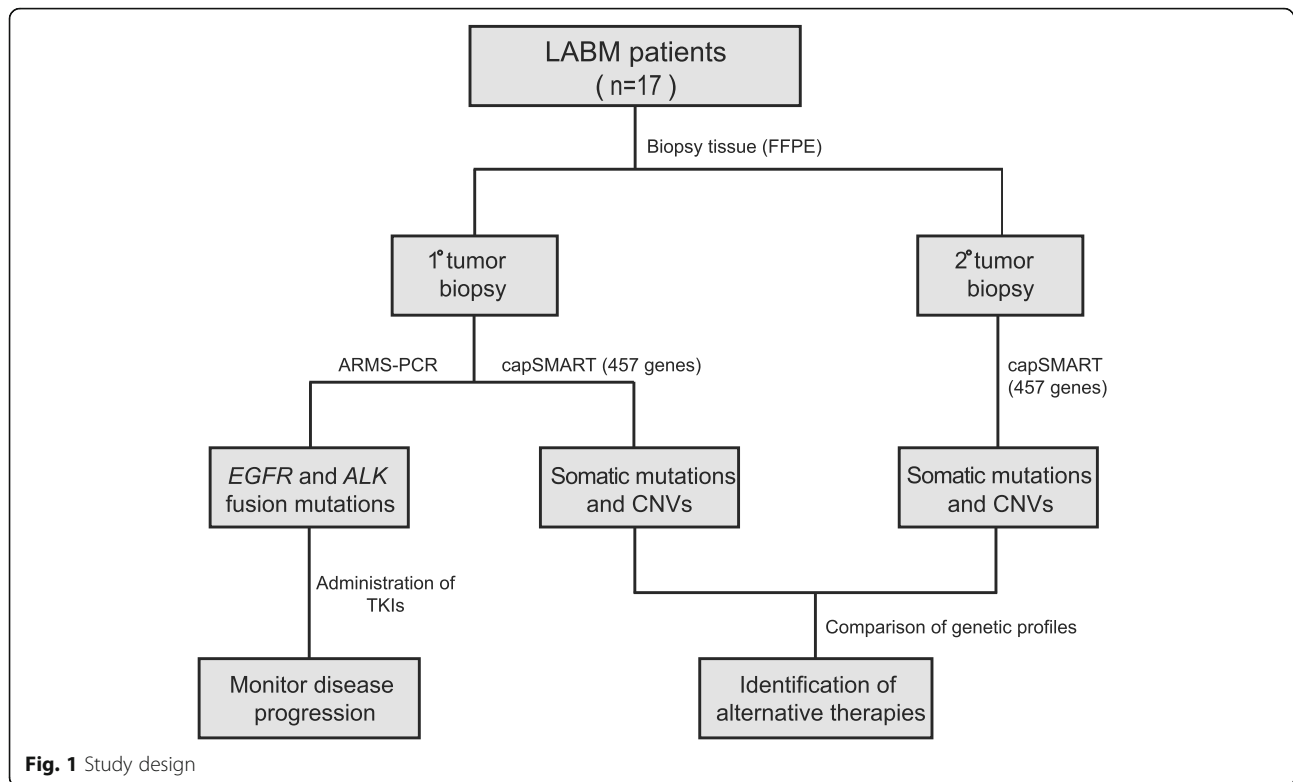 LABM patients
( n=17 )
Biopsy tissue (FFPE)
1° tumor
biopsy
2° tumor
biopsy
ARMS-PCR
capSMART (457 genes)
capSMART
(457 genes)
EGFR and ALK
fusion mutations
Somatic mutations
and CNVs
Somatic mutations
and CNVs
Administration of
TKIs
Comparison of genetic profiles
Monitor disease
progression
Identification of
alternative therapies
Fig. 1 Study design